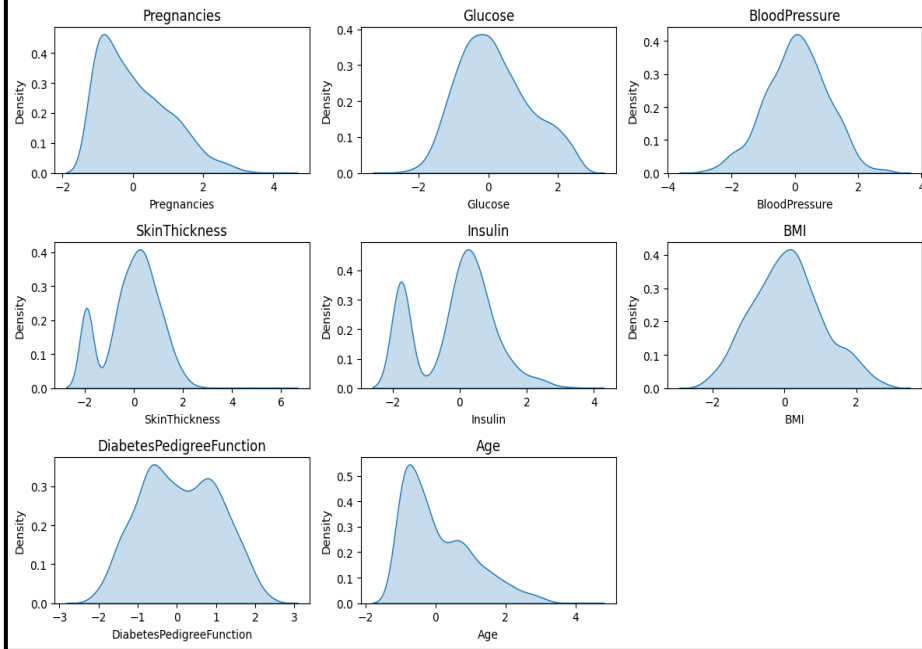 Pregnancies
Density
0.4
0.3
0.2
0.1
0.0
−2 0 2 4
Pregnancies
Glucose
Density
0.4
0.3
0.2
0.1
0.0
−2 0 2
Glucose
BloodPressure
Density
0.4
0.3
0.2
0.1
0.0
−4 −2 0 2 4
BloodPressure
SkinThickness
Density
0.4
0.3
0.2
0.1
0.0
−2 0 2 4 6
SkinThickness
Insulin
Density
0.4
0.3
0.2
0.1
0.0
−2 0 2 4
Insulin
BMI
Density
0.4
0.3
0.2
0.1
0.0
−2 0 2
BMI
DiabetesPedigreeFunction
Density
0.3
0.2
0.1
0.0
−3 −2 −1 0 1 2 3
DiabetesPedigreeFunction
Age
Density
0.5
0.4
0.3
0.2
0.1
0.0
−2 0 2 4
Age